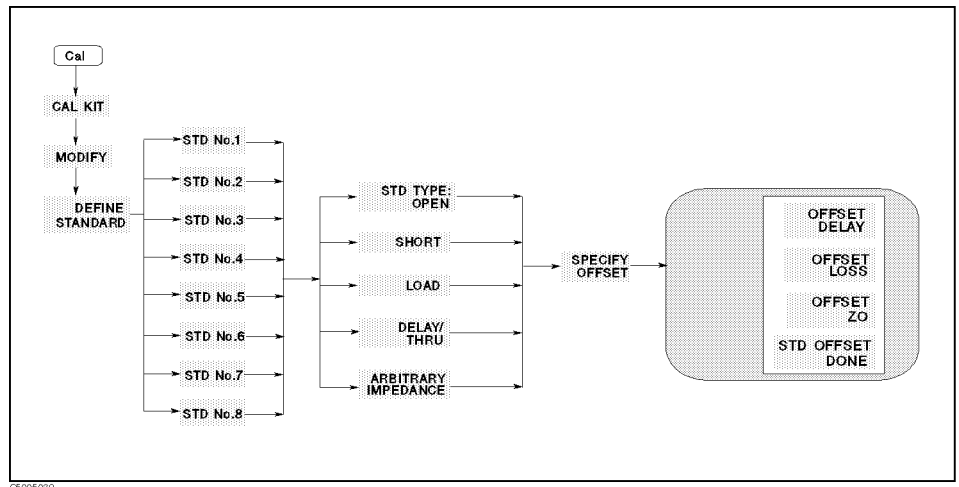 Cal
CAL KIT
MODIFY
DEFINE
STANDARD
STD No.1
STD No.2
STD No.3
STD No.4
STD No.5
STD No.6
STD No.7
STD No.8
STD TYPE:
OPEN
SHORT
LOAD
DELAY/
THRU
ARBITRARY
IMPEDANCE
SPECIFY
OFFSET
OFFSET
DELAY
OFFSET
LOSS
OFFSET
ZO
STD OFFSET
DONE